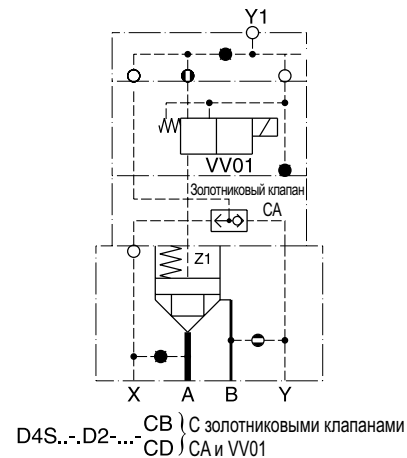 Y1
VV01
Золотниковый клапан
CA
Z1
X A B Y
D4S..-.D2-...- CB } С золотниковыми клапанами
CD } CA и VV01